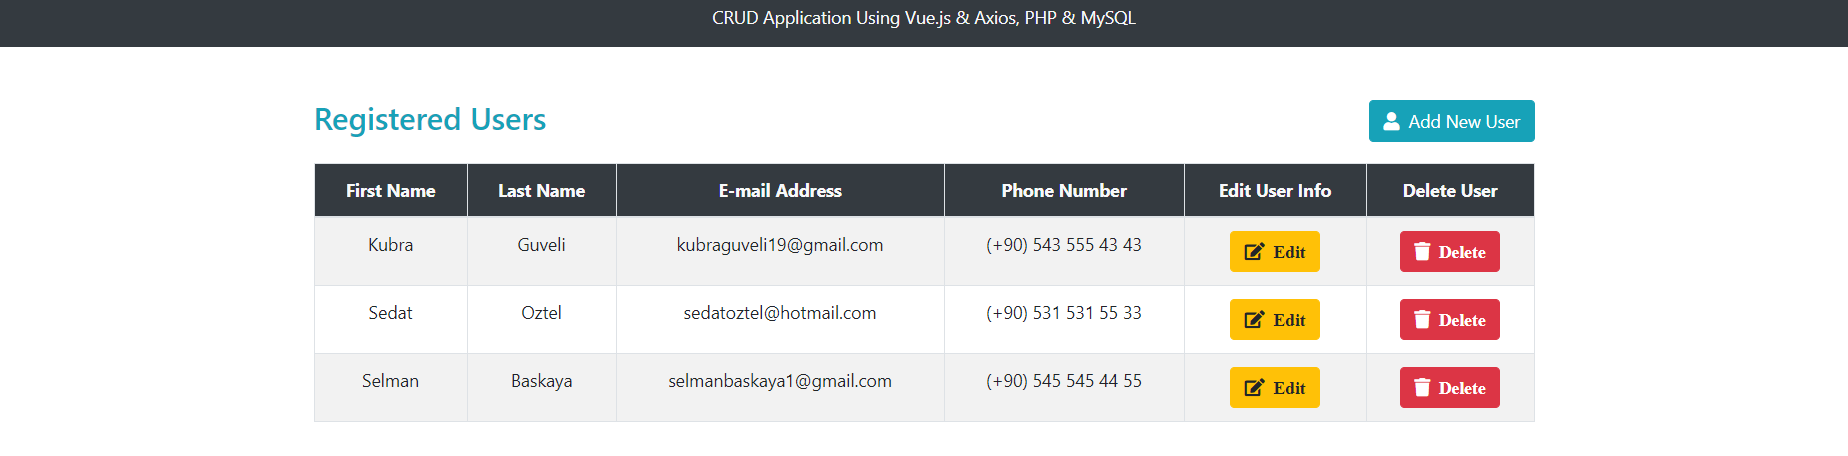 CRUD Application Using Vue.js & Axios, PHP & MySQL
Registered Users
Add New User
First Name Last Name E-mail Address Phone Number Edit User Info Delete User
Kubra Guveli kubraguveli19@gmail.com (+90) 543 555 43 43 Edit Delete
Sedat Oztel sedatoztel@hotmail.com (+90) 531 531 55 33 Edit Delete
Selman Baskaya selmanbaskaya1@gmail.com (+90) 545 545 44 55 Edit Delete